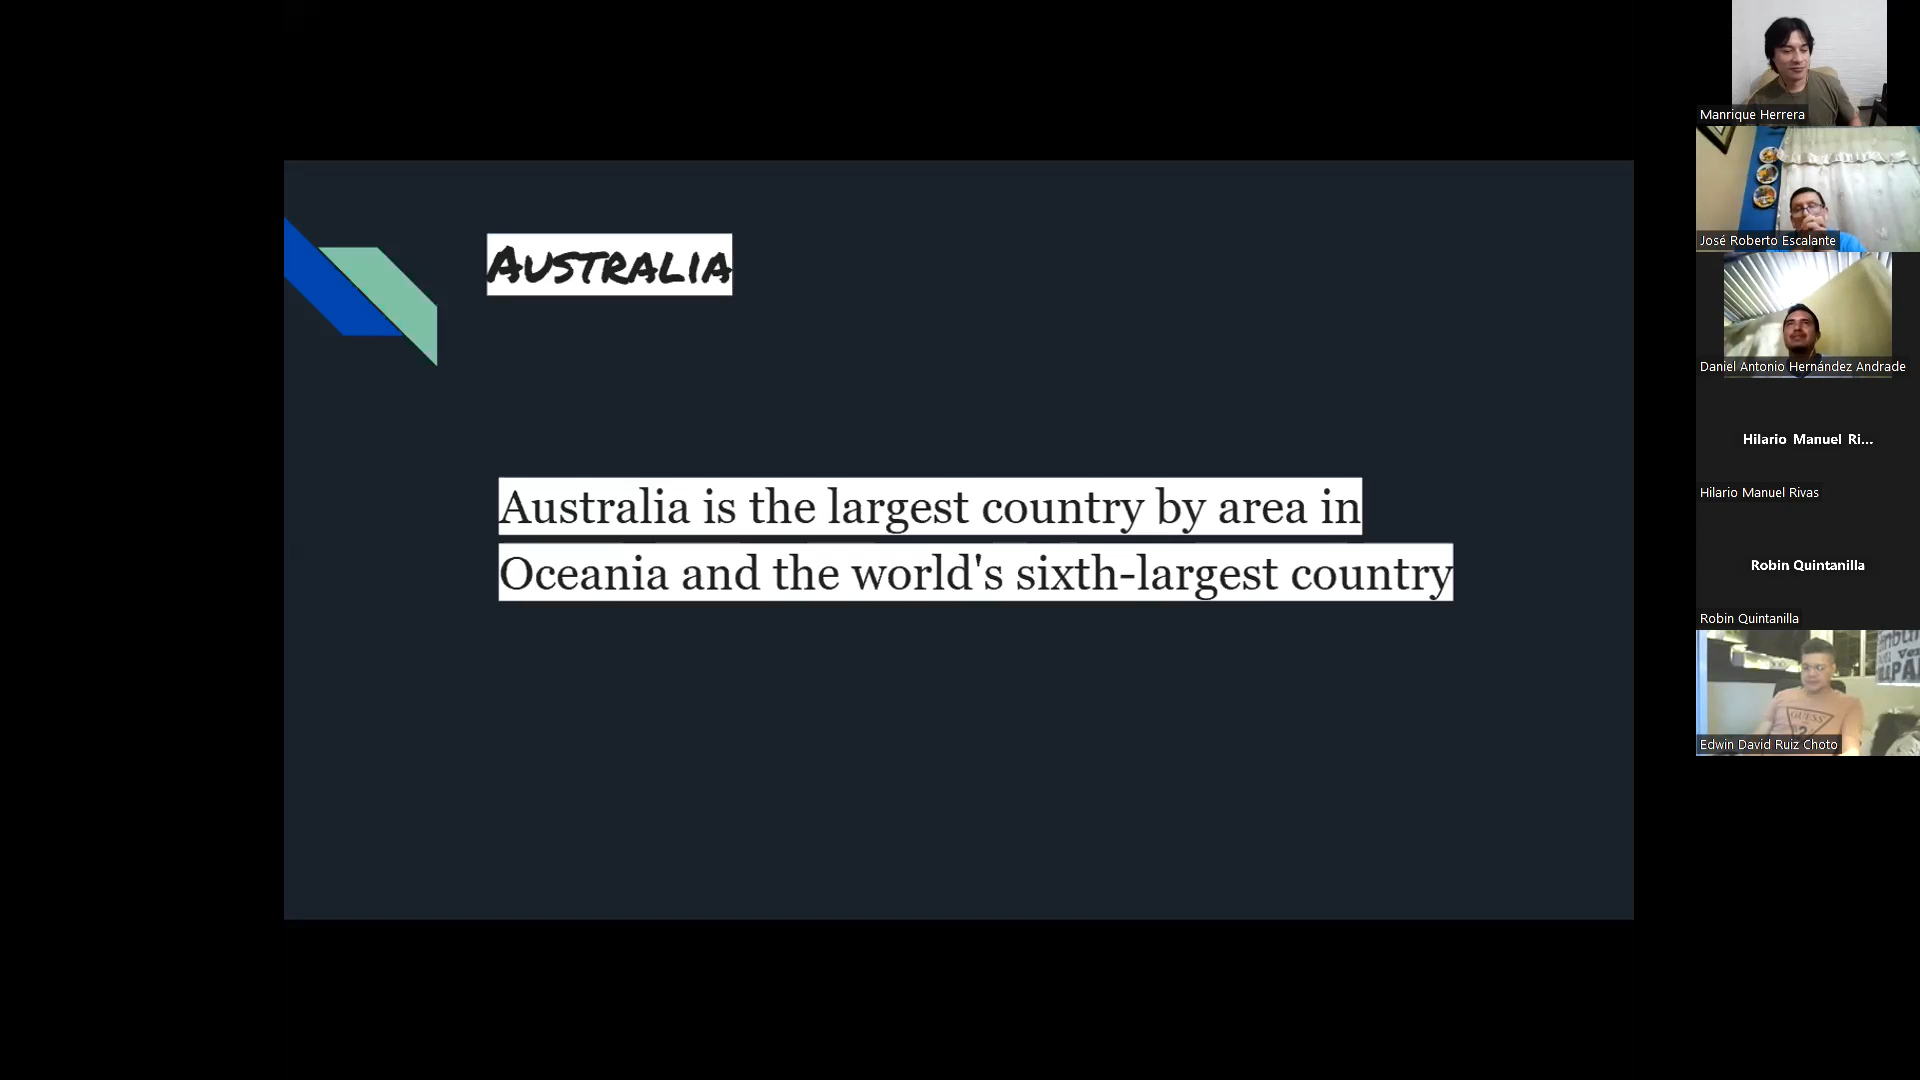 Australia
Australia is the largest country by area in
Oceania and the world's sixth-largest country
Manrique Herrera
José Roberto Escalante
Daniel Antonio Hernández Andrade
Hilario Manuel Ri...
Hilario Manuel Rivas
Robin Quintanilla
Robin Quintanilla
GUESS
Edwin David Ruiz Choto